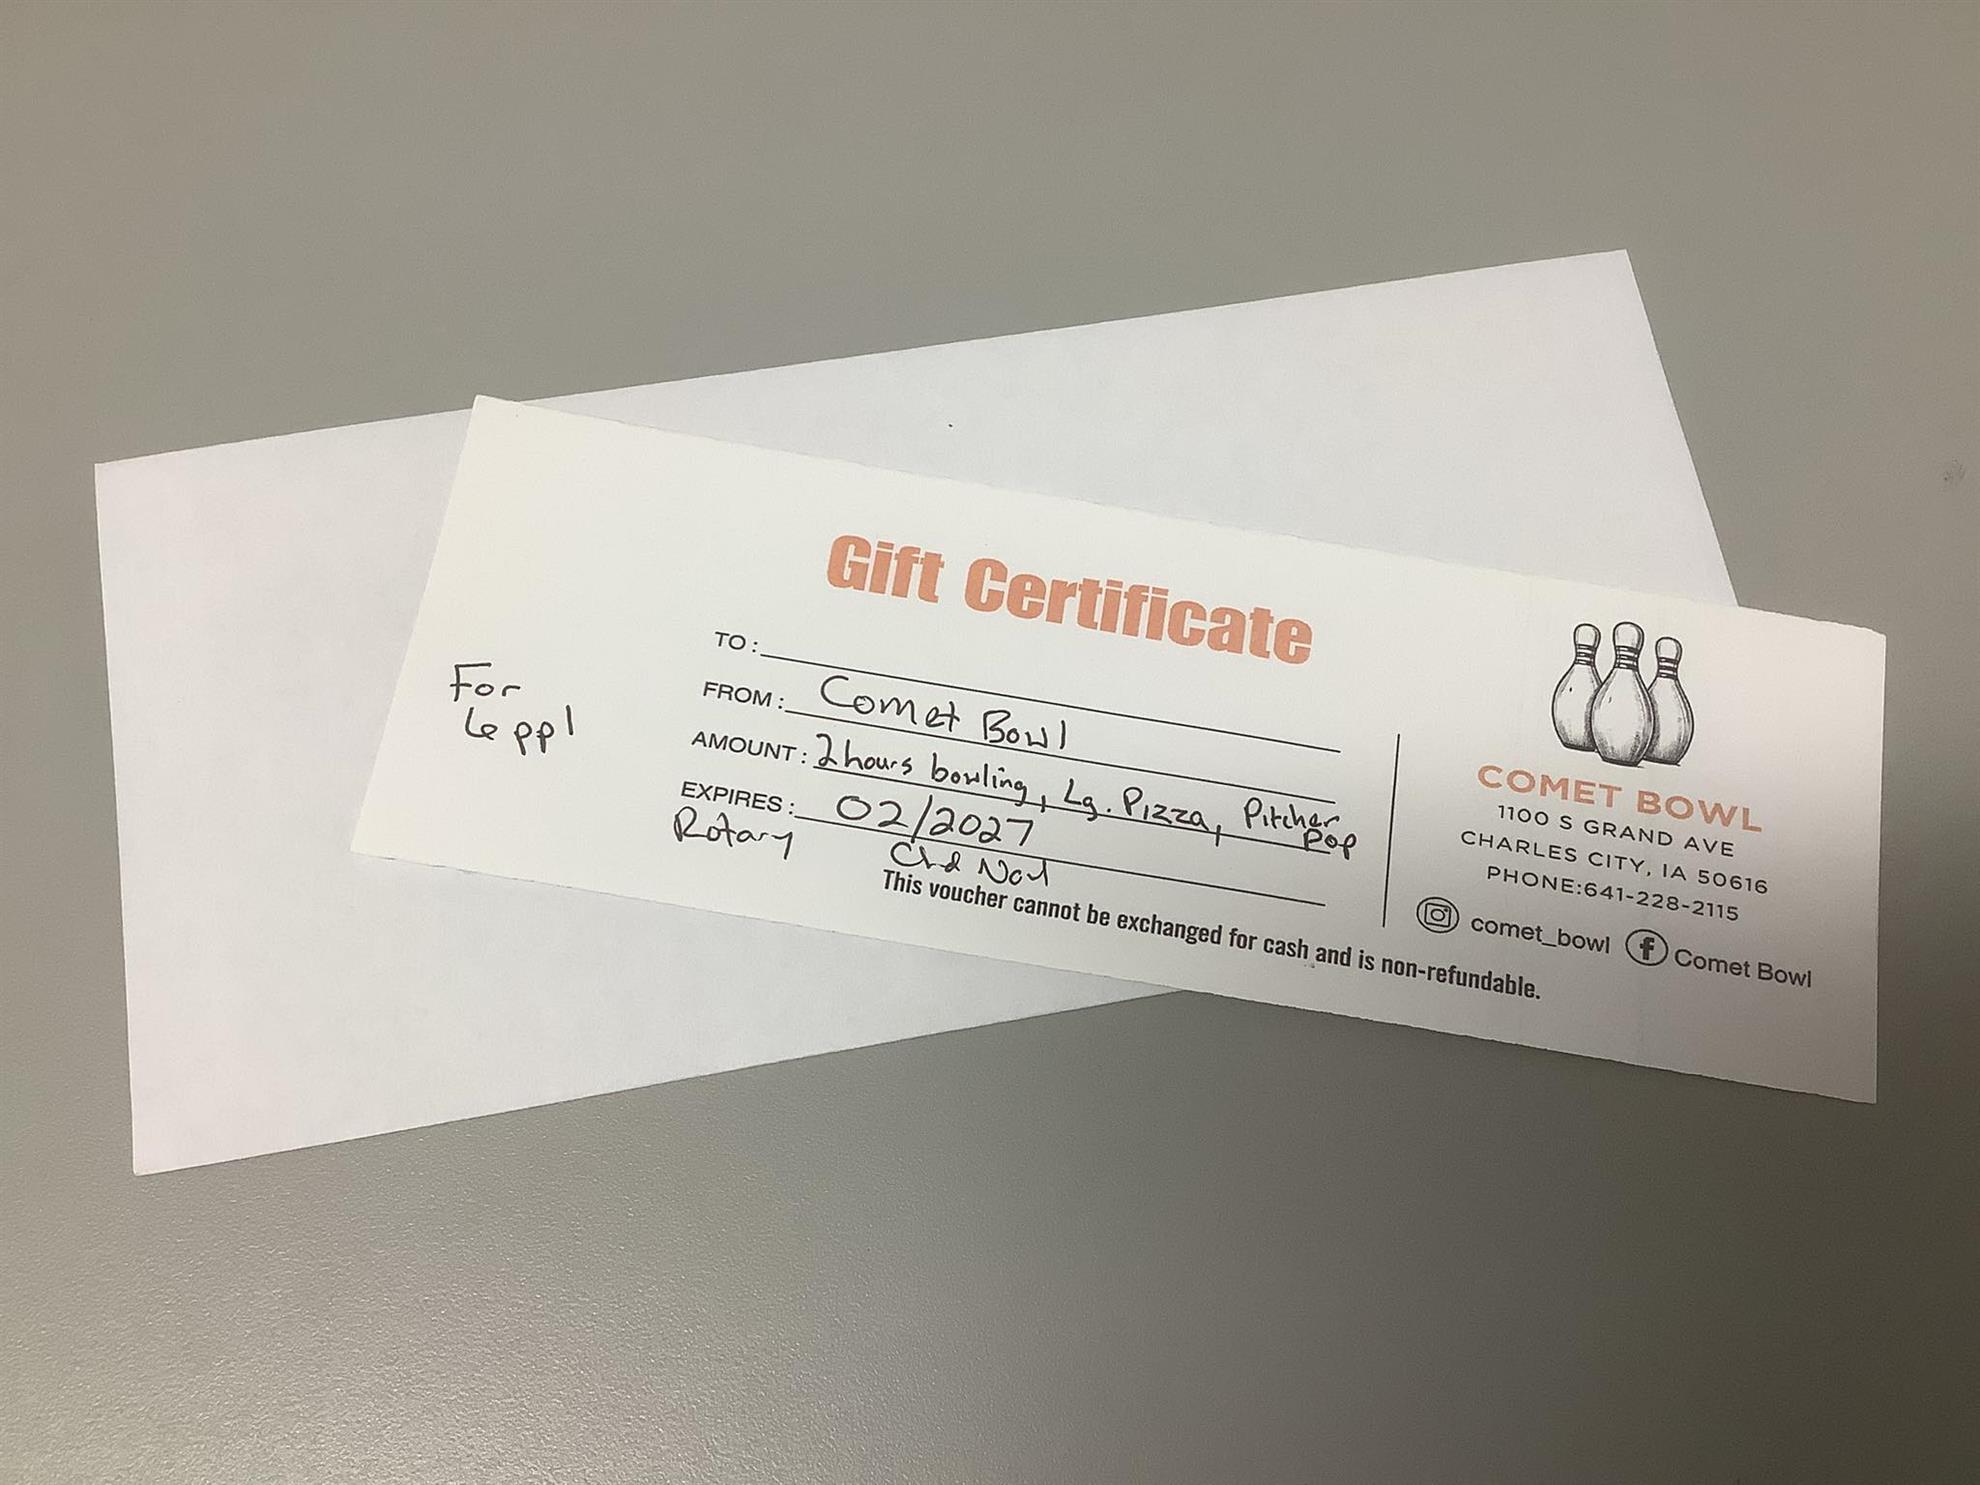 Gift Certificate
TO:
FROM: Comet Bowl
AMOUNT: 2 hours bowling, Lg. Pizza, Pitcher
Pop
EXPIRES: 02/2027
Rotary
For
6 ppl
This voucher cannot be exchanged for cash and is non-refundable.
COMET BOWL
1100 S GRAND AVE
CHARLES CITY, IA 50616
PHONE:641-228-2115
comet_bowl
Comet Bowl